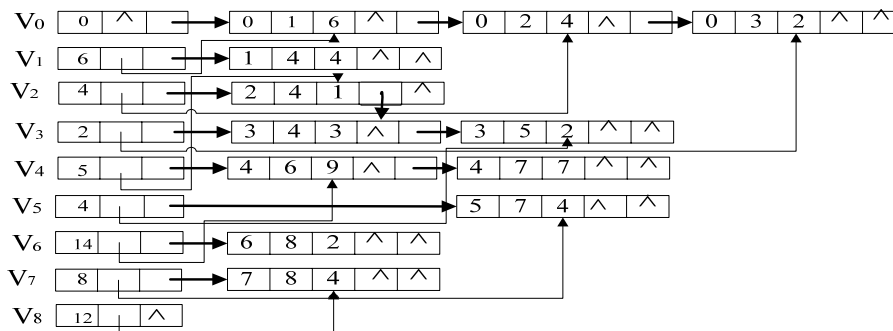 V0 0 ^ 0 1 6 ^ 0 2 4 ^ 0 3 2 ^ ^
V1 6 1 4 4 ^ ^
V2 4 2 4 1 ^
V3 2 3 4 3 ^ 3 5 2 ^ ^
V4 5 4 6 9 ^ 4 7 7 ^ ^
V5 4 5 7 4 ^ ^
V6 14 6 8 2 ^ ^
V7 8 7 8 4 ^ ^
V8 12 ^